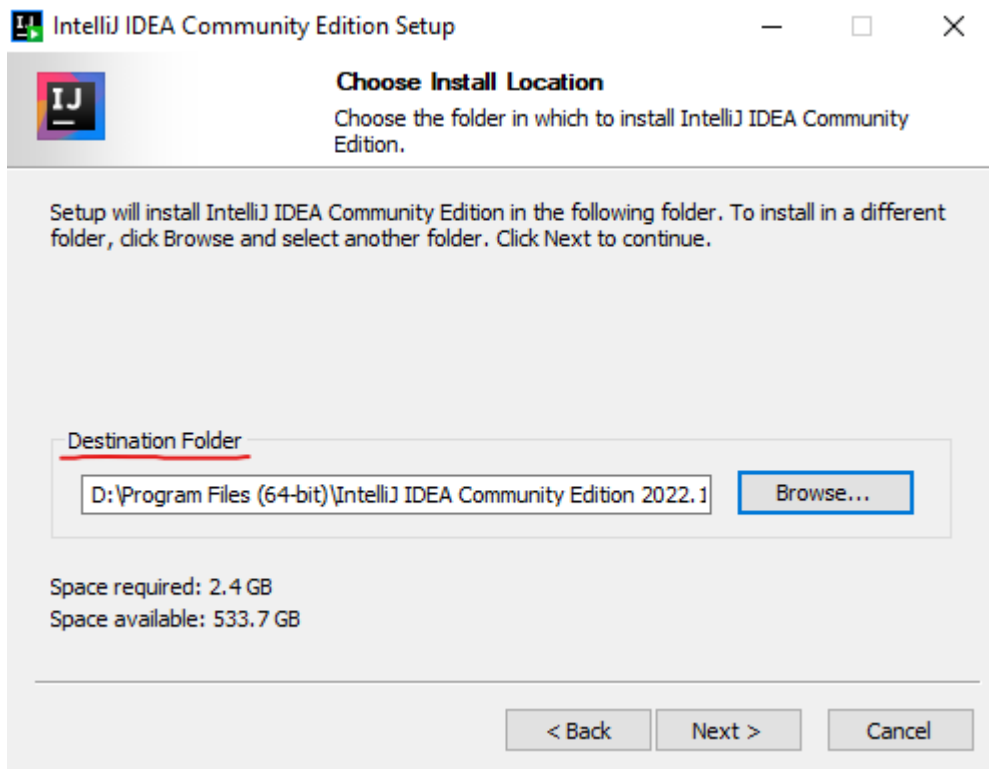 IntelliJ IDEA Community Edition Setup
IJ
Choose Install Location
Choose the folder in which to install IntelliJ IDEA Community
Edition.
Setup will install IntelliJ IDEA Community Edition in the following folder. To install in a different
folder, click Browse and select another folder. Click Next to continue.
Destination Folder
D:\Program Files (64-bit)\IntelliJ IDEA Community Edition 2022.1
Browse...
Space required: 2.4 GB
Space available: 533.7 GB
< Back
Next >
Cancel